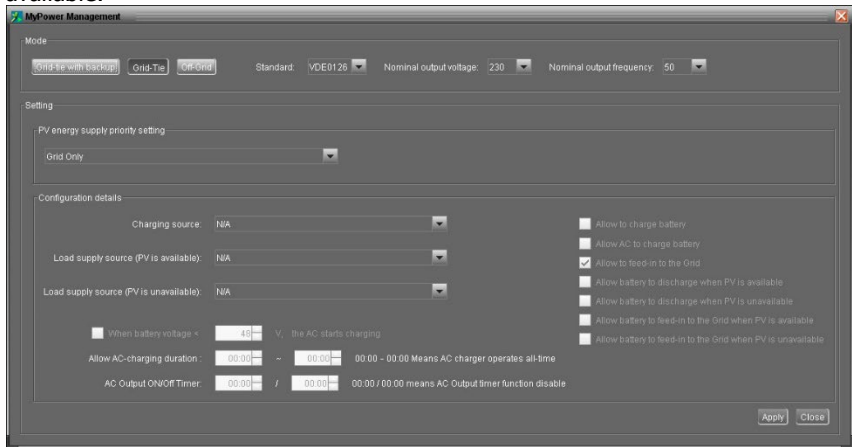 available.
MyPower Management
Mode
Grid-tie with backup Grid-Tie Off-Grid Standard: VDE0126 Nominal output voltage: 230 Nominal output frequency: 50
Setting
PV energy supply priority setting
Grid Only
Configuration details
Charging source: N/A
Allow to charge battery
Allow AC to charge battery
Load supply source (PV is available): N/A
Allow to feed-in to the Grid
Allow battery to discharge when PV is available
Load supply source (PV is unavailable): N/A
Allow battery to discharge when PV is unavailable
Allow battery to feed-in to the Grid when PV is available
When battery voltage < 48 V, the AC starts charging
Allow battery to feed-in to the Grid when PV is unavailable
Allow AC-charging duration : 00:00 ~ 00:00 00:00 - 00:00 Means AC charger operates all-time
AC Output ON/Off Timer: 00:00 / 00:00 00:00 / 00:00 means AC Output timer function disable
Apply Close